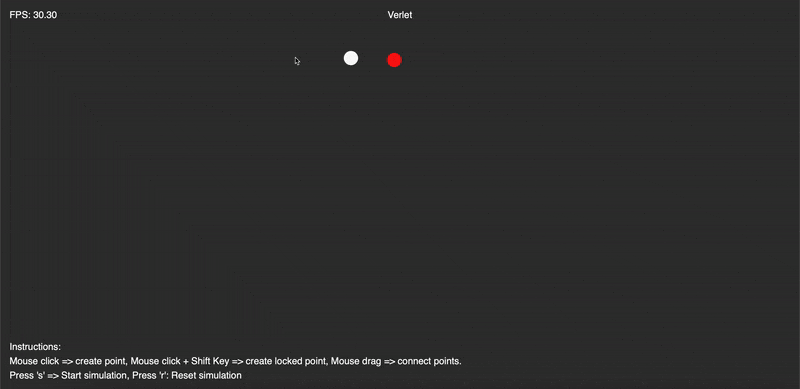 FPS: 30.30
Verlet
Instructions:
Mouse click => create point, Mouse click + Shift Key => create locked point, Mouse drag => connect points.
Press 's' => Start simulation, Press 'r': Reset simulation